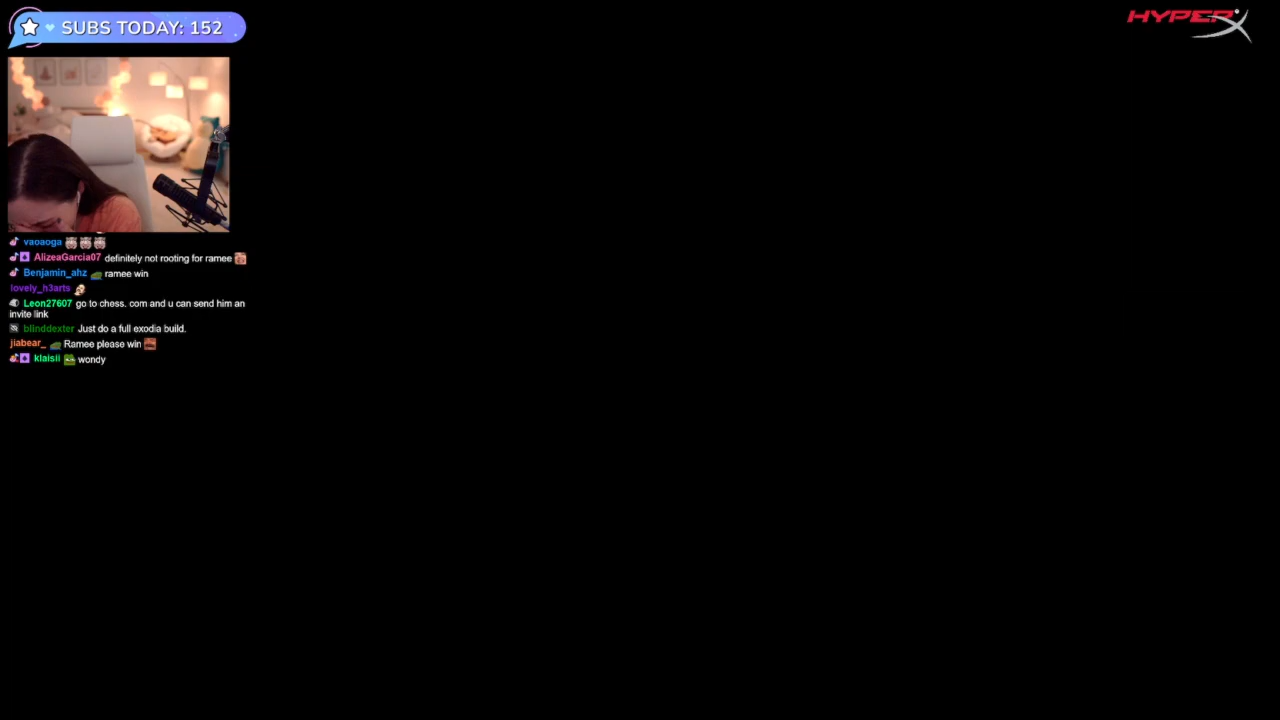 SUBS TODAY: 152
HYPERX
vaoaoga
AlizeaGarcia07 definitely not rooting for ramee
Benjamin_ahz ramee win
lovely_h3arts
Leon27607 go to chess. com and u can send him an
invite link
blinddexter Just do a full exodia build.
jiabear_ Ramee please win
klaisii wondy